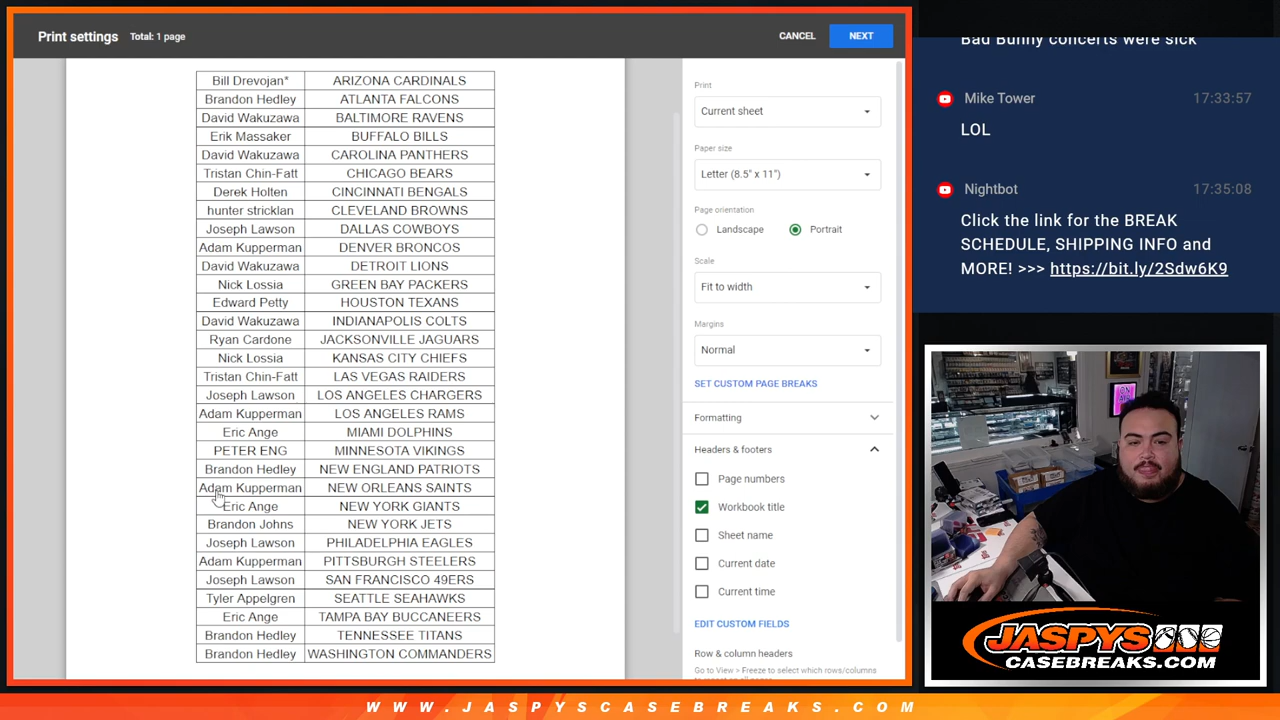 Print settings Total: 1 page CANCEL NEXT
Bill Drevojan* ARIZONA CARDINALS
Brandon Hedley ATLANTA FALCONS
David Wakuzawa BALTIMORE RAVENS
Erik Massaker BUFFALO BILLS
David Wakuzawa CAROLINA PANTHERS
Tristan Chin-Fatt CHICAGO BEARS
Derek Holten CINCINNATI BENGALS
hunter stricklan CLEVELAND BROWNS
Joseph Lawson DALLAS COWBOYS
Adam Kupperman DENVER BRONCOS
David Wakuzawa DETROIT LIONS
Nick Lossia GREEN BAY PACKERS
Edward Petty HOUSTON TEXANS
David Wakuzawa INDIANAPOLIS COLTS
Ryan Cardone JACKSONVILLE JAGUARS
Nick Lossia KANSAS CITY CHIEFS
Tristan Chin-Fatt LAS VEGAS RAIDERS
Joseph Lawson LOS ANGELES CHARGERS
Adam Kupperman LOS ANGELES RAMS
Eric Ange MIAMI DOLPHINS
PETER ENG MINNESOTA VIKINGS
Brandon Hedley NEW ENGLAND PATRIOTS
Adam Kupperman NEW ORLEANS SAINTS
Eric Ange NEW YORK GIANTS
Brandon Johns NEW YORK JETS
Joseph Lawson PHILADELPHIA EAGLES
Adam Kupperman PITTSBURGH STEELERS
Joseph Lawson SAN FRANCISCO 49ERS
Tyler Appelgren SEATTLE SEAHAWKS
Eric Ange TAMPA BAY BUCCANEERS
Brandon Hedley TENNESSEE TITANS
Brandon Hedley WASHINGTON COMMANDERS
Print
Current sheet
Paper size
Letter (8.5" x 11")
Page orientation
Landscape Portrait
Scale
Fit to width
Margins
Normal
SET CUSTOM PAGE BREAKS
Formatting
Headers & footers
Page numbers
Workbook title
Sheet name
Current date
Current time
EDIT CUSTOM FIELDS
Row & column headers
Go to View > Freeze to select which rows/columns
Bad Bunny concerts were sick
Mike Tower 17:33:57
LOL
Nightbot 17:35:08
Click the link for the BREAK
SCHEDULE, SHIPPING INFO and
MORE! >>> https://bit.ly/2Sdw6K9
JASPYS
CASEBREAKS.COM
WWW.JASPYSCASEBREAKS.COM